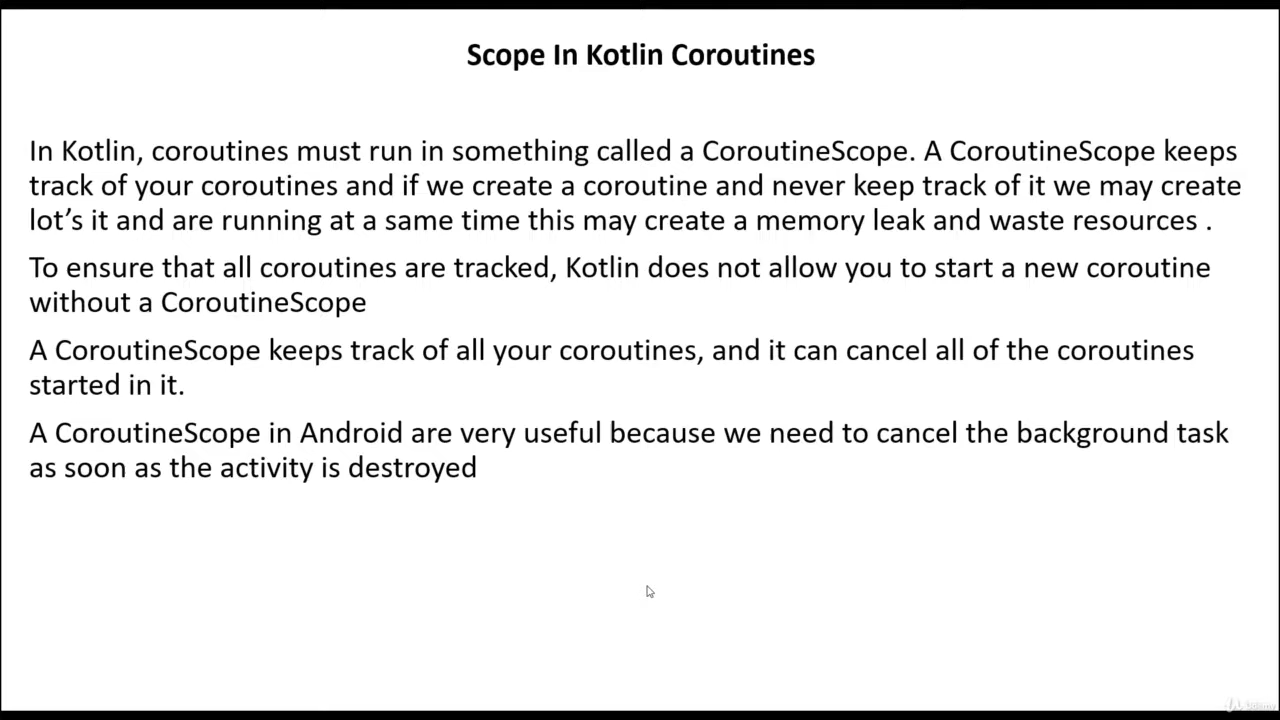 Scope In Kotlin Coroutines
In Kotlin, coroutines must run in something called a CoroutineScope. A CoroutineScope keeps
track of your coroutines and if we create a coroutine and never keep track of it we may create
lot’s it and are running at a same time this may create a memory leak and waste resources .
To ensure that all coroutines are tracked, Kotlin does not allow you to start a new coroutine
without a CoroutineScope
A CoroutineScope keeps track of all your coroutines, and it can cancel all of the coroutines
started in it.
A CoroutineScope in Android are very useful because we need to cancel the background task
as soon as the activity is destroyed